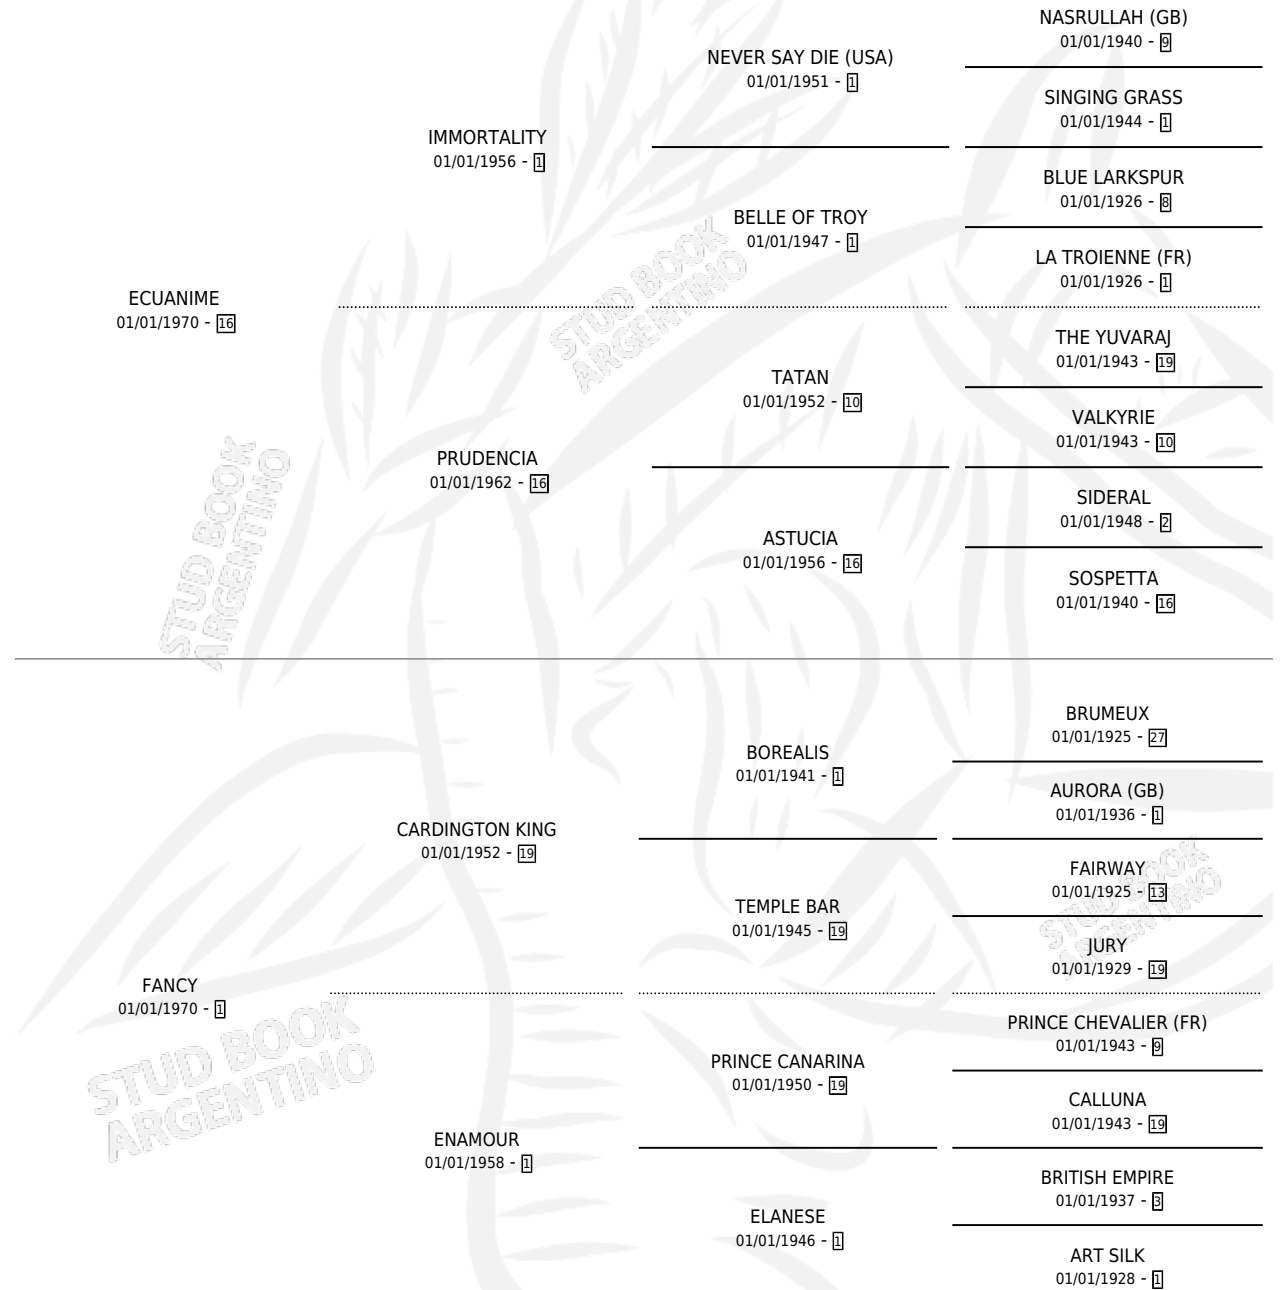 NASRULLAH (GB)
01/01/1940 - 9
NEVER SAY DIE (USA)
01/01/1951 - 1
SINGING GRASS
01/01/1944 - 1
IMMORTALITY
01/01/1956 - 1
BLUE LARKSPUR
01/01/1926 - 8
BELLE OF TROY
01/01/1947 - 1
LA TROIENNE (FR)
01/01/1926 - 1
ECUANIME
01/01/1970 - 16
THE YUVARAJ
01/01/1943 - 19
TATAN
01/01/1952 - 10
VALKYRIE
01/01/1943 - 10
PRUDENCIA
01/01/1962 - 16
SIDERAL
01/01/1948 - 2
ASTUCIA
01/01/1956 - 16
SOSPETTA
01/01/1940 - 16
STUD BOOK
ARGENTINO
STUD BOOK
ARGENTINO
BRUMEUX
01/01/1925 - 27
BOREALIS
01/01/1941 - 1
AURORA (GB)
01/01/1936 - 1
CARDINGTON KING
01/01/1952 - 19
FAIRWAY
01/01/1925 - 13
TEMPLE BAR
01/01/1945 - 19
JURY
01/01/1929 - 19
FANCY
01/01/1970 - 1
PRINCE CHEVALIER (FR)
01/01/1943 - 9
PRINCE CANARINA
01/01/1950 - 19
CALLUNA
01/01/1943 - 19
ENAMOUR
01/01/1958 - 1
BRITISH EMPIRE
01/01/1937 - 3
ELANESE
01/01/1946 - 1
ART SILK
01/01/1928 - 1
STUD BOOK
ARGENTINO
STUD BOOK
ARGENTINO